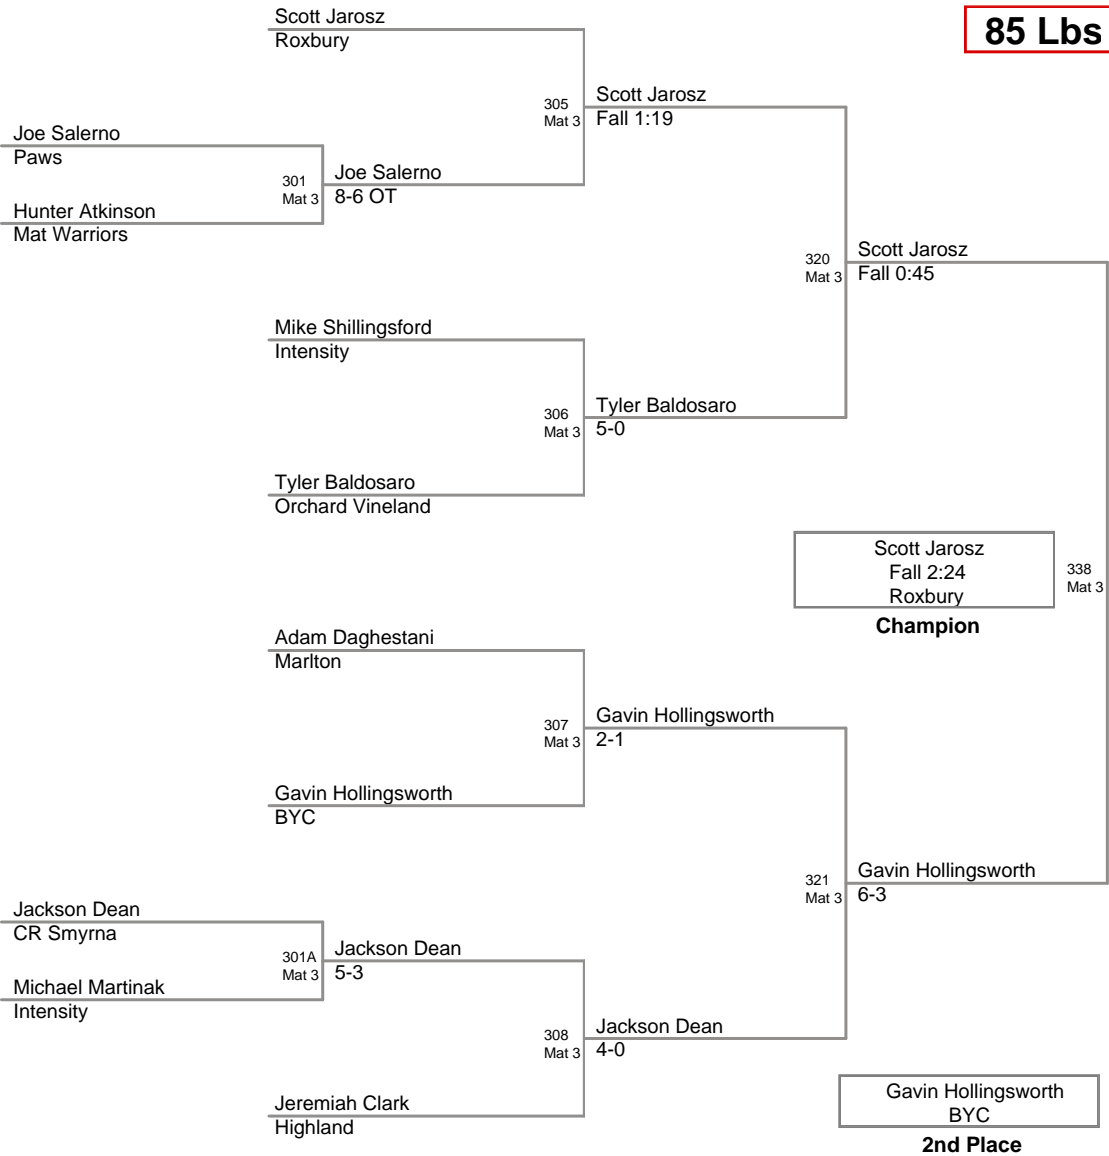 Scott Jarosz
Roxbury
85 Lbs
305
Mat 3
Scott Jarosz
Fall 1:19
Joe Salerno
Paws
301
Mat 3
Joe Salerno
8-6 OT
Hunter Atkinson
Mat Warriors
320
Mat 3
Scott Jarosz
Fall 0:45
Mike Shillingsford
Intensity
306
Mat 3
Tyler Baldosaro
5-0
Tyler Baldosaro
Orchard Vineland
Scott Jarosz
Fall 2:24
Roxbury
Champion
338
Mat 3
Adam Daghestani
Marlton
307
Mat 3
Gavin Hollingsworth
2-1
Gavin Hollingsworth
BYC
321
Mat 3
Gavin Hollingsworth
6-3
Jackson Dean
CR Smyrna
301A
Mat 3
Jackson Dean
5-3
Michael Martinak
Intensity
308
Mat 3
Jackson Dean
4-0
Jeremiah Clark
Highland
Gavin Hollingsworth
BYC
2nd Place